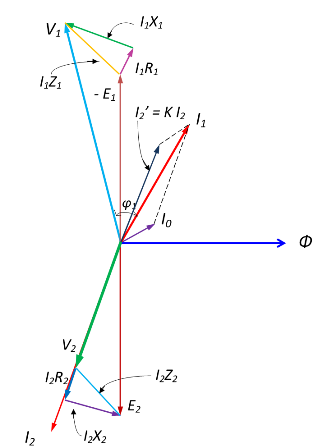 I₁X₁
V₁
I₁R₁
I₁Z₁
- E₁
I₂’ = K I₂
I₁
φ₁
I₀
Φ
V₂
I₂R₂
I₂Z₂
E₂
I₂
I₂X₂